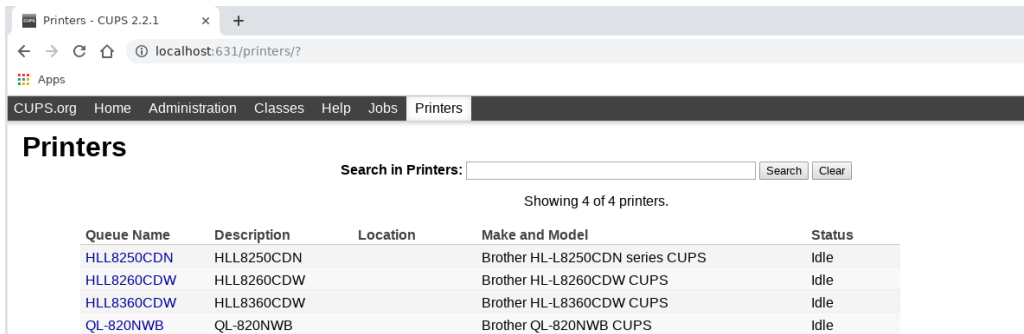 CUPS Printers - CUPS 2.2.1
localhost:631/printers/?
Apps
CUPS.org Home Administration Classes Help Jobs Printers
Printers
Search in Printers: Search Clear
Showing 4 of 4 printers.
Queue Name Description Location Make and Model Status
HLL8250CDN HLL8250CDN Brother HL-L8250CDN series CUPS Idle
HLL8260CDW HLL8260CDW Brother HL-L8260CDW CUPS Idle
HLL8360CDW HLL8360CDW Brother HL-L8360CDW CUPS Idle
QL-820NWB QL-820NWB Brother QL-820NWB CUPS Idle